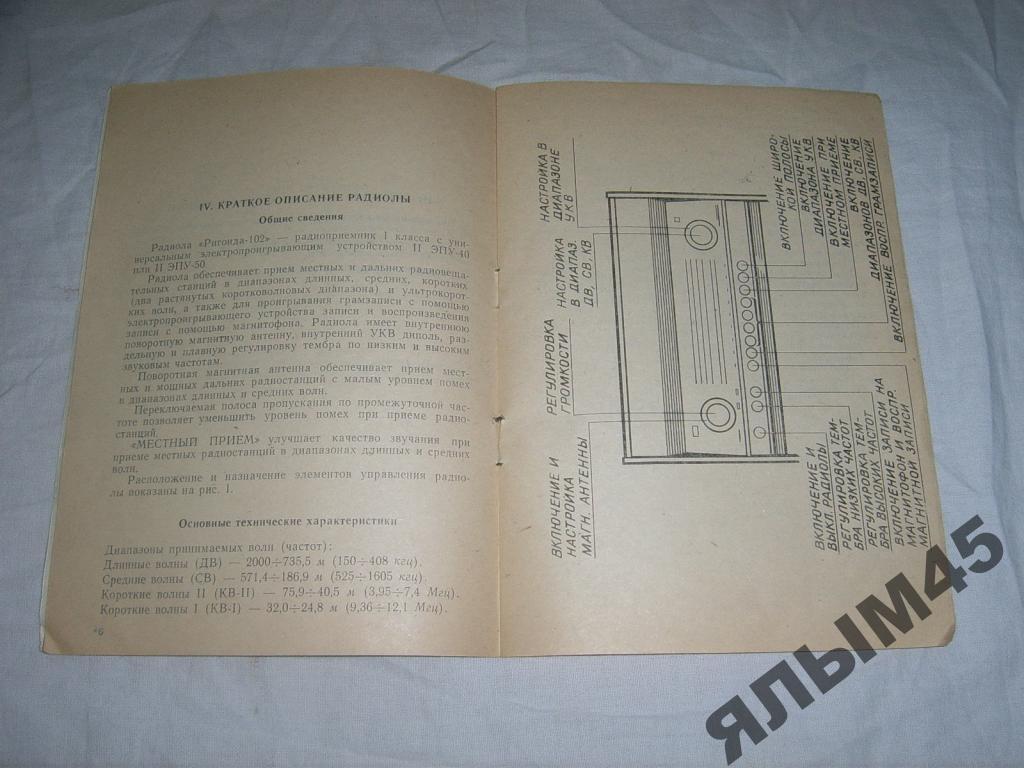 IV. КРАТКОЕ ОПИСАНИЕ РАДИОЛЫ
Общие сведения
Радиола «Ригонда-102» — радиоприемник I класса с уни-
версальным электропроигрывающим устройством II ЭПУ-40
или II ЭПУ-50
Радиола обеспечивает прием местных и дальних радиовеща-
тельных станций в диапазонах длинных, средних, коротких
(два растянутых коротковолновых диапазона) и ультракорот-
ких волн, а также для проигрывания грамзаписи с помощью
электропроигрывающего устройства записи и воспроизведения
записи с помощью магнитофона. Радиола имеет внутреннюю
поворотную магнитную антенну, внутренний УКВ диполь, раз-
дельную и плавную регулировку тембра по низким и высоким
звуковым частотам.
Поворотная магнитная антенна обеспечивает прием мест-
ных и мощных дальних радиостанций с малым уровнем помех
в диапазонах длинных и средних волн.
Переключаемая полоса пропускания по промежуточной час-
тоте позволяет уменьшить уровень помех при приеме радио-
станций.
«МЕСТНЫЙ ПРИЕМ» улучшает качество звучания при
приеме местных радиостанций в диапазонах длинных и средних
волн.
Расположение и назначение элементов управления радио-
лы показаны на рис. 1.
Основные технические характеристики
Диапазоны принимаемых волн (частот):
Длинные волны (ДВ) — 2000÷735,5 м (150÷408 кгц).
Средние волны (СВ) — 571,4÷186,9 м (525÷1605 кгц).
Короткие волны II (КВ-II) — 75,9÷40,5 м (3,95÷7,4 Мгц).
Короткие волны I (КВ-I) — 32,0÷24,8 м (9,36÷12,1 Мгц).
6
ВКЛЮЧЕНИЕ И
НАСТРОЙКА
МАГН. АНТЕННЫ
РЕГУЛИРОВКА
ГРОМКОСТИ
НАСТРОЙКА
В ДИАПАЗ.
ДВ, СВ, КВ
НАСТРОЙКА В
ДИАПАЗОНЕ
УКВ
ВКЛЮЧЕНИЕ И
ВЫКЛ. РАДИОЛЫ
РЕГУЛИРОВКА ТЕМ-
БРА НИЗКИХ ЧАСТОТ
РЕГУЛИРОВКА ТЕМ-
БРА ВЫСОКИХ ЧАСТОТ
ВКЛЮЧЕНИЕ ЗАПИСИ НА
МАГНИТОФОН И ВОСПР.
МАГНИТНОЙ ЗАПИСИ
ВКЛЮЧЕНИЕ ШИРО-
КОЙ ПОЛОСЫ
ВКЛЮЧЕНИЕ
ДИАПАЗОНА УКВ
ВКЛЮЧЕНИЕ ПРИ
МЕСТНОМ ПРИЕМЕ
ВКЛЮЧЕНИЕ
ДИАПАЗОНОВ ДВ, СВ, КВ
ВКЛЮЧЕНИЕ ВОСПР. ГРАМЗАПИСИ
ЯЛЫМ45